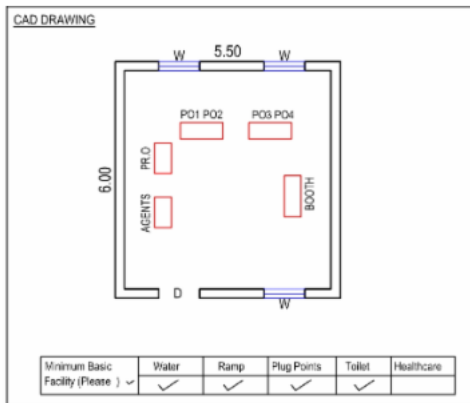 CAD DRAWING
W 5.50 W
PO1 PO2 PO3 PO4
PR.O
6.00
AGENTS
BOOTH
D
W
Minimum Basic Water Ramp Plug Points Toilet Healthcare
Facility (Please ) ✓ ✓ ✓ ✓ ✓